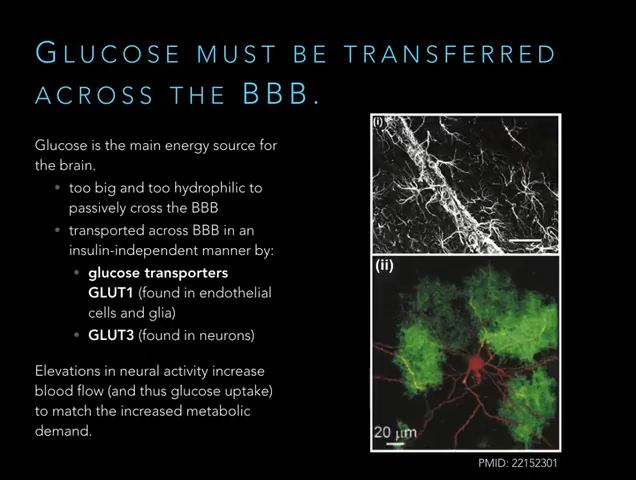 GLUCOSE MUST BE TRANSFERRED
ACROSS THE BBB.
Glucose is the main energy source for
the brain.
• too big and too hydrophilic to
passively cross the BBB
• transported across BBB in an
insulin-independent manner by:
• glucose transporters
GLUT1 (found in endothelial
cells and glia)
• GLUT3 (found in neurons)
Elevations in neural activity increase
blood flow (and thus glucose uptake)
to match the increased metabolic
demand.
(i)
(ii)
20 μm
PMID: 22152301